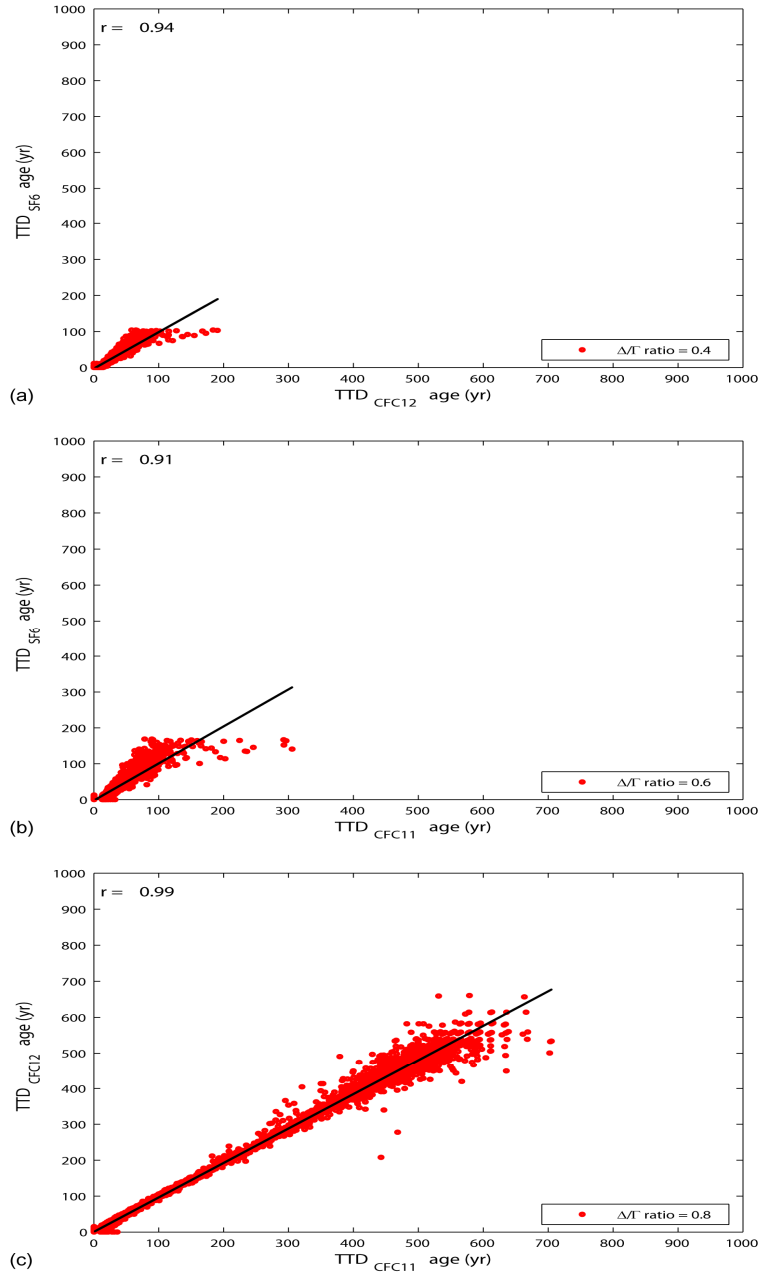 r = 0.94
1000
900
800
700
600
500
400
300
200
100
0
TTD SF6 age (yr)
0 100 200 300 400 500 600 700 800 900 1000
TTD CFC12 age (yr)
Δ/Γ ratio = 0.4
(a)
r = 0.91
1000
900
800
700
600
500
400
300
200
100
0
TTD SF6 age (yr)
0 100 200 300 400 500 600 700 800 900 1000
TTD CFC11 age (yr)
Δ/Γ ratio = 0.6
(b)
r = 0.99
1000
900
800
700
600
500
400
300
200
100
0
TTD CFC12 age (yr)
0 100 200 300 400 500 600 700 800 900 1000
TTD CFC11 age (yr)
Δ/Γ ratio = 0.8
(c)